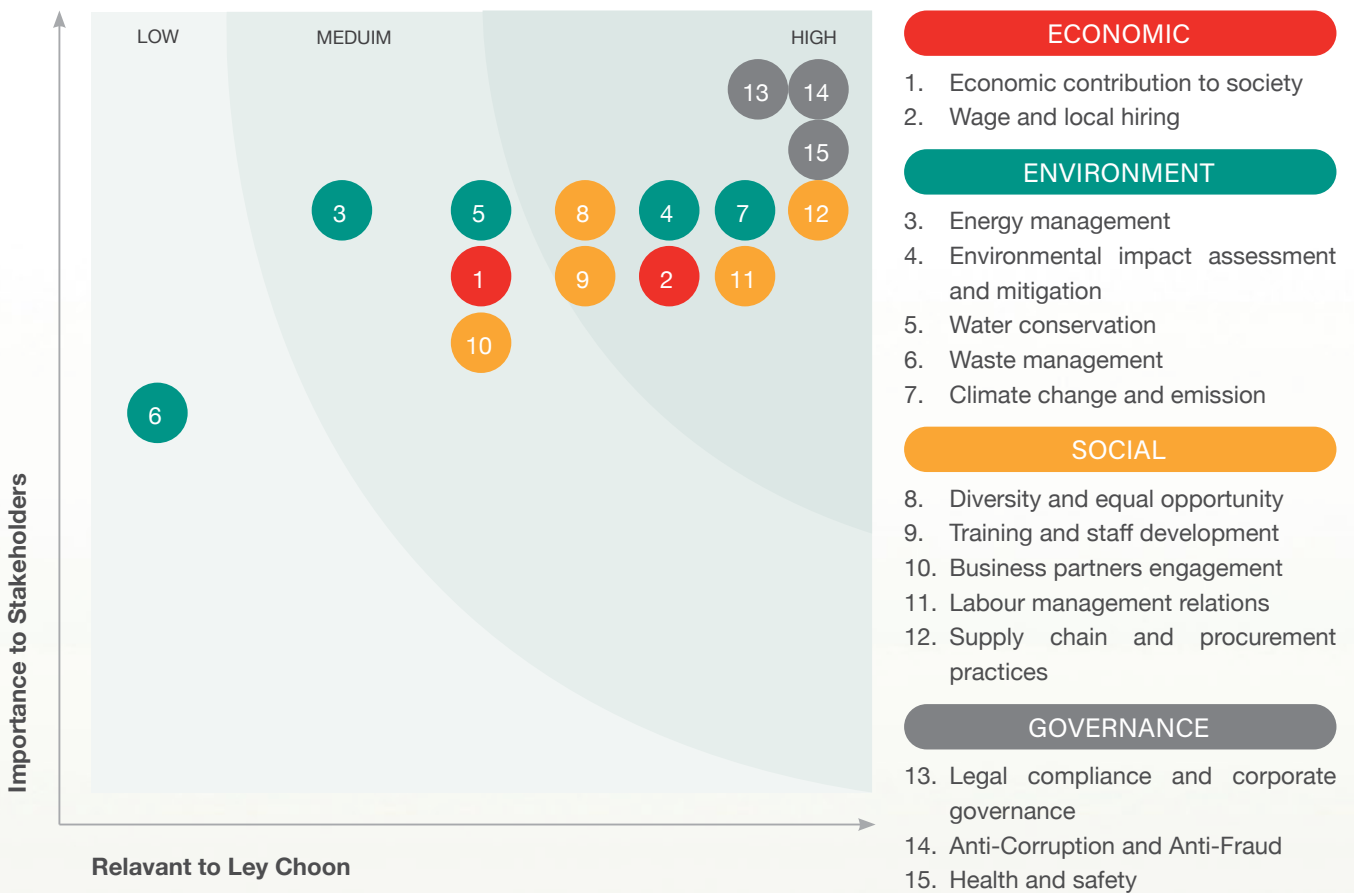 LOW
MEDUIM
HIGH
13
14
15
3
5
8
4
7
12
1
9
2
11
10
6
Importance to Stakeholders
Relavant to Ley Choon
ECONOMIC
1. Economic contribution to society
2. Wage and local hiring
ENVIRONMENT
3. Energy management
4. Environmental impact assessment
and mitigation
5. Water conservation
6. Waste management
7. Climate change and emission
SOCIAL
8. Diversity and equal opportunity
9. Training and staff development
10. Business partners engagement
11. Labour management relations
12. Supply chain and procurement
practices
GOVERNANCE
13. Legal compliance and corporate
governance
14. Anti-Corruption and Anti-Fraud
15. Health and safety